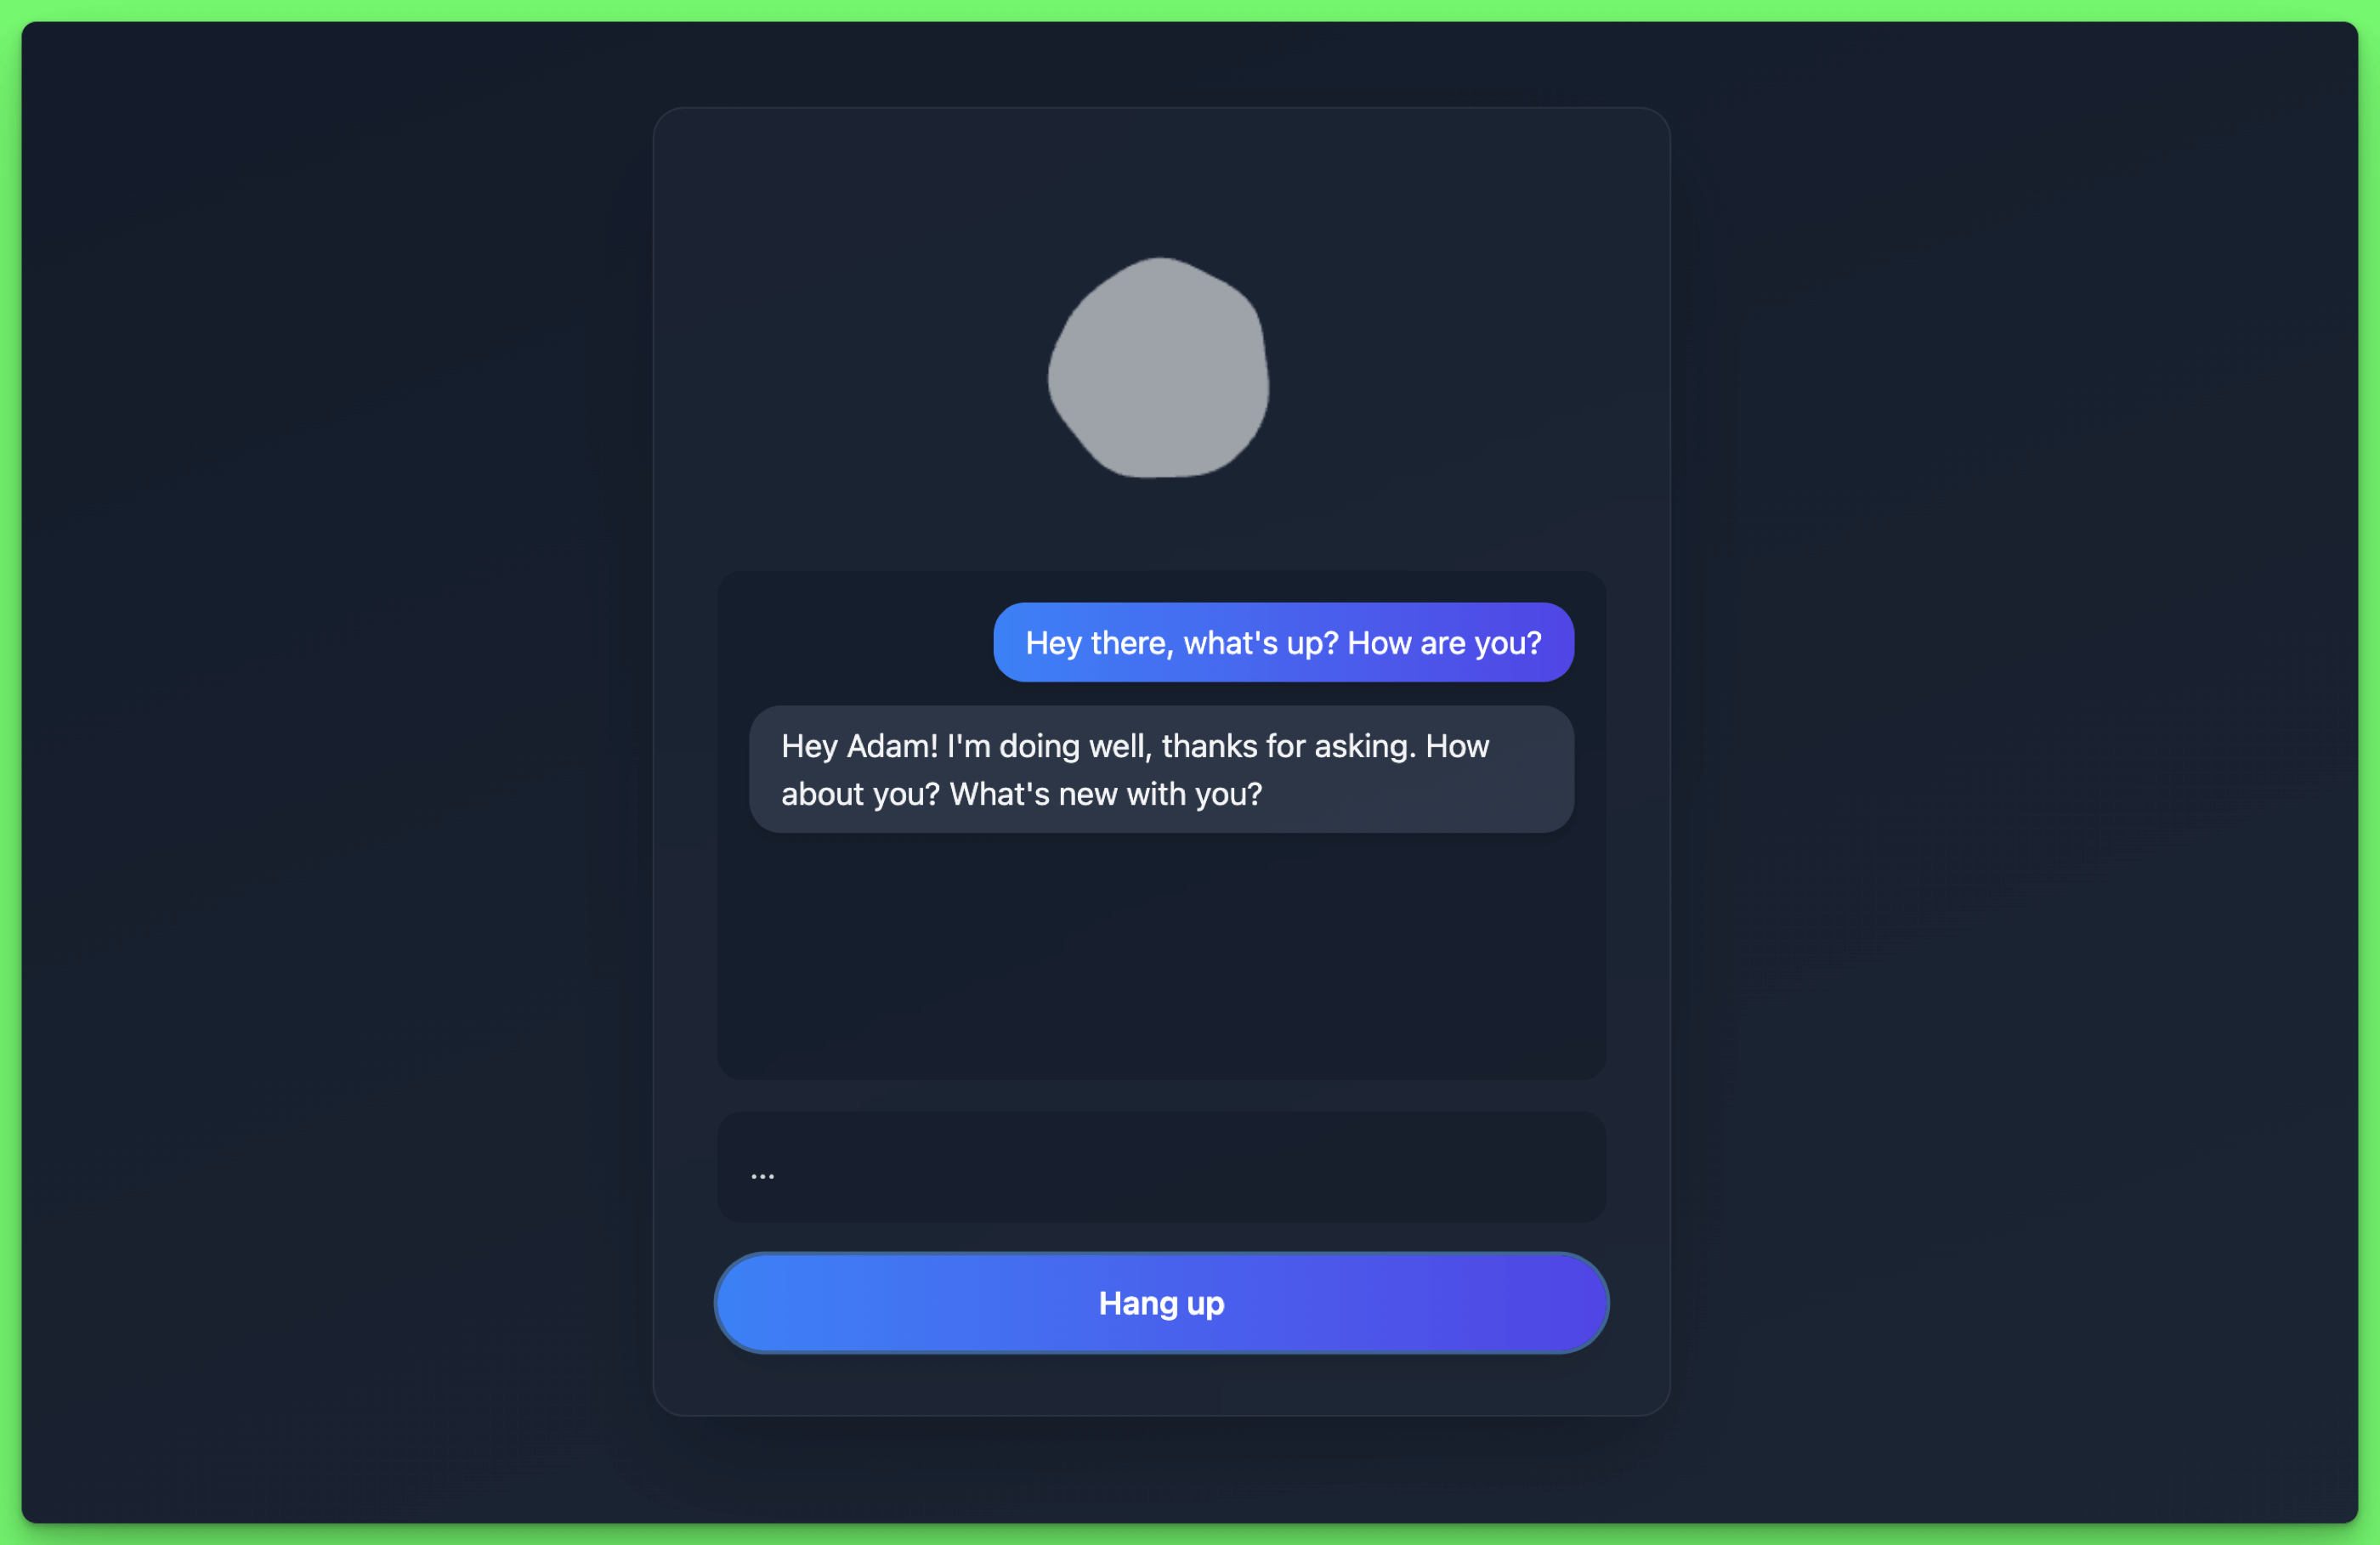 Hey there, what's up? How are you?
Hey Adam! I'm doing well, thanks for asking. How
about you? What's new with you?
...
Hang up